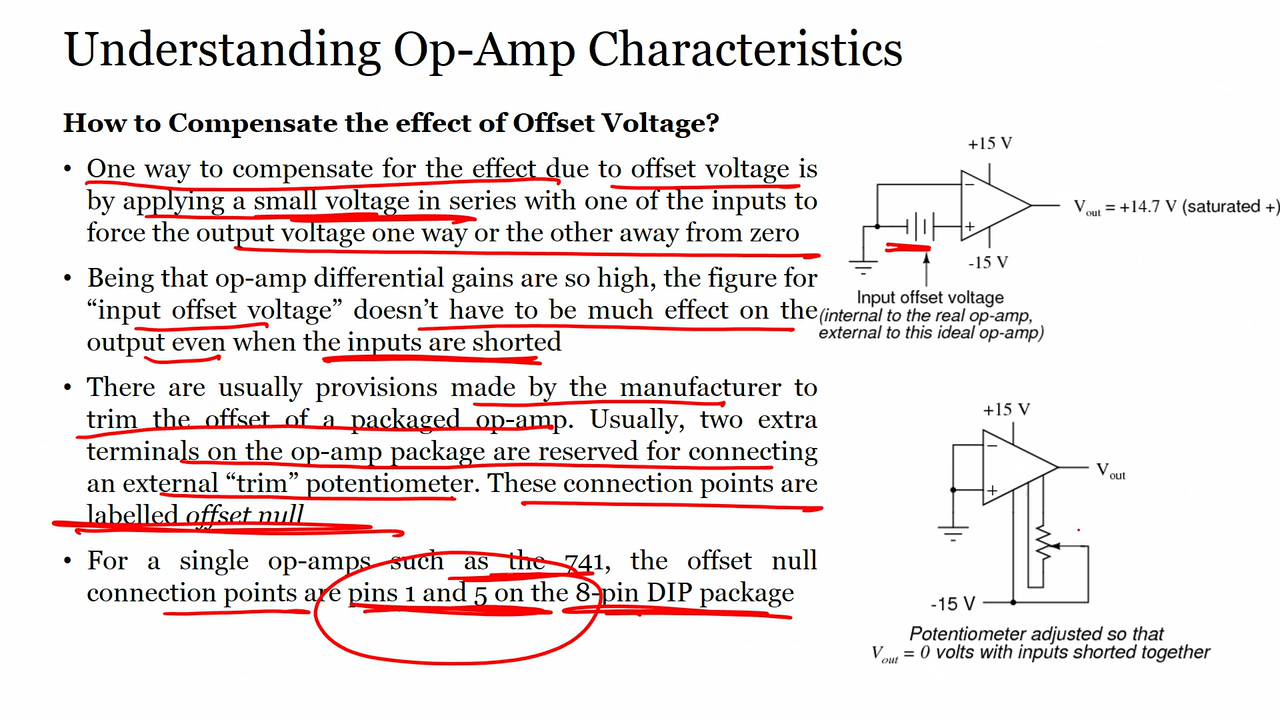 Understanding Op-Amp Characteristics
How to Compensate the effect of Offset Voltage?
• One way to compensate for the effect due to offset voltage is
by applying a small voltage in series with one of the inputs to
force the output voltage one way or the other away from zero
• Being that op-amp differential gains are so high, the figure for
“input offset voltage” doesn’t have to be much effect on the
output even when the inputs are shorted
• There are usually provisions made by the manufacturer to
trim the offset of a packaged op-amp. Usually, two extra
terminals on the op-amp package are reserved for connecting
an external “trim” potentiometer. These connection points are
labelled offset null
• For a single op-amps such as the 741, the offset null
connection points are pins 1 and 5 on the 8-pin DIP package
+15 V
−
+
Vout = +14.7 V (saturated +)
-15 V
Input offset voltage
(internal to the real op-amp,
external to this ideal op-amp)
+15 V
−
+
Vout
-15 V
Potentiometer adjusted so that
Vout = 0 volts with inputs shorted together